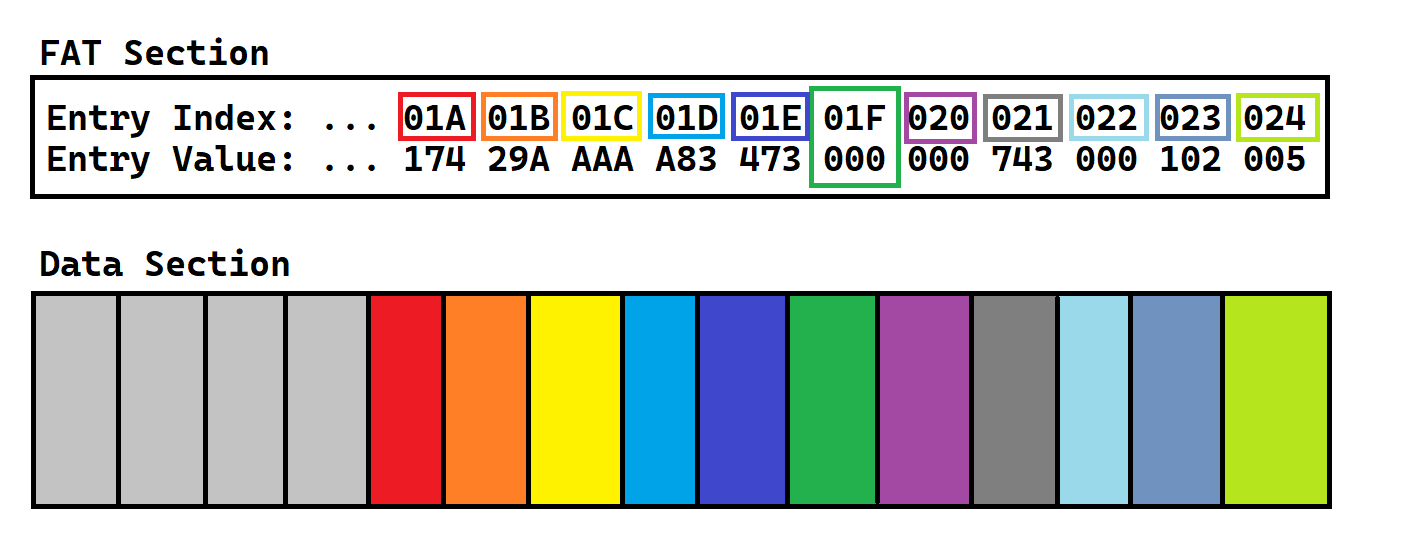 FAT Section
Entry Index: ... 01A 01B 01C 01D 01E 01F 020 021 022 023 024
Entry Value: ... 174 29A AAA A83 473 000 000 743 000 102 005
Data Section